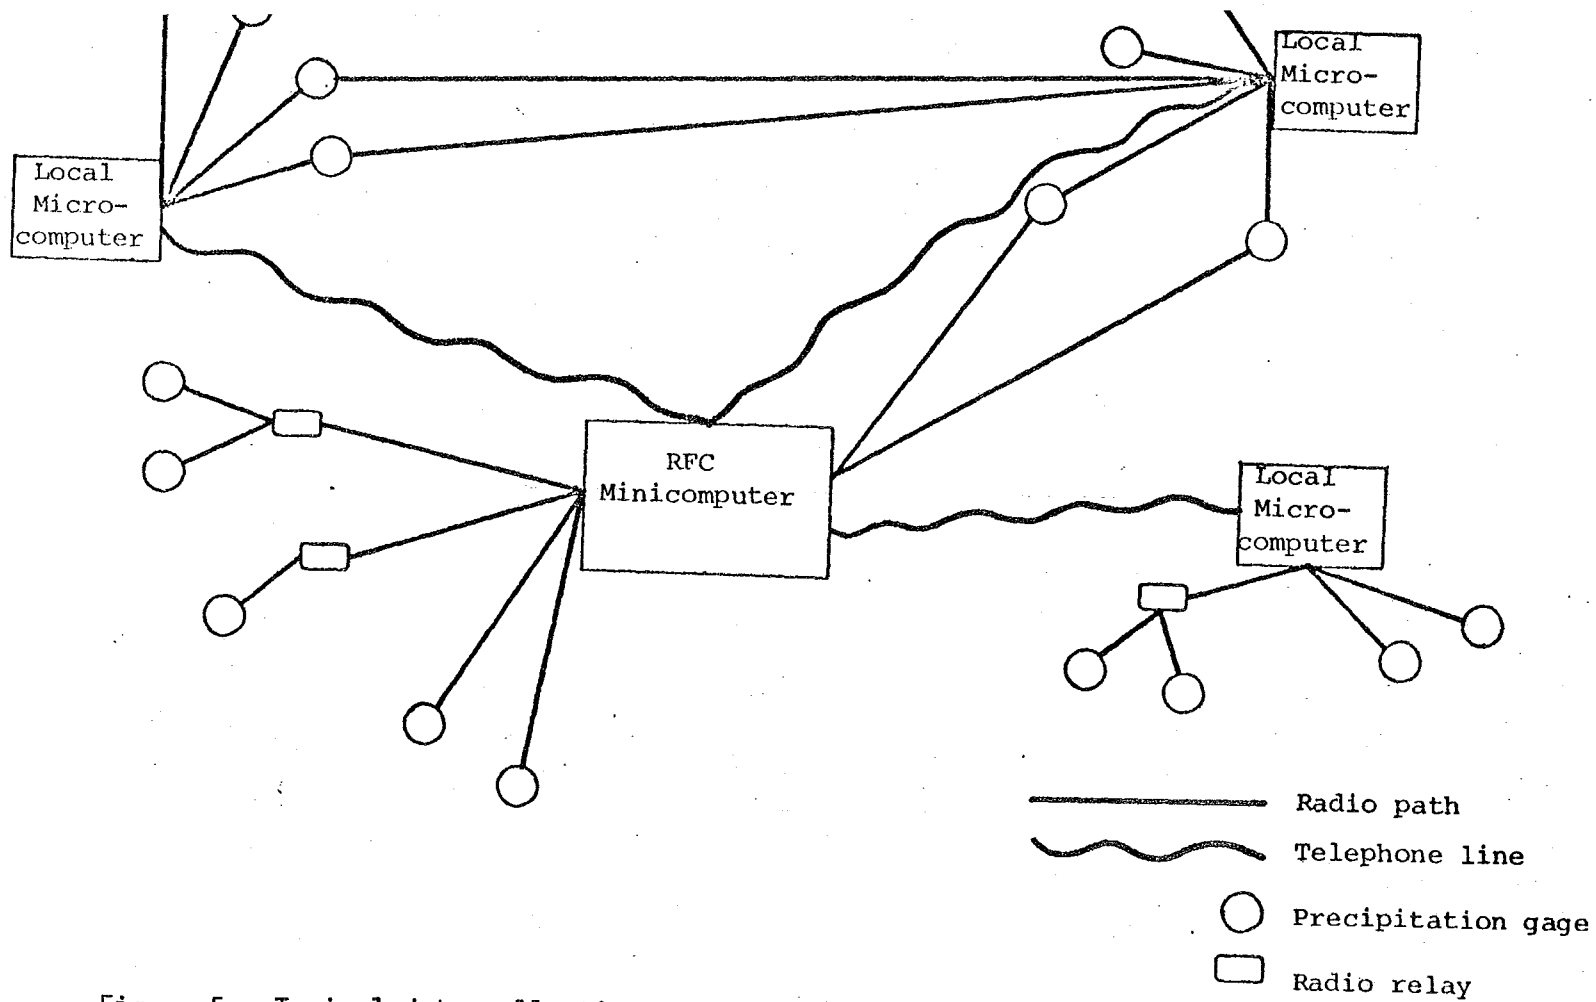 Local
Micro-
computer
Local
Micro-
computer
RFC
Minicomputer
Local
Micro-
computer
Radio path
Telephone line
Precipitation gage
Radio relay